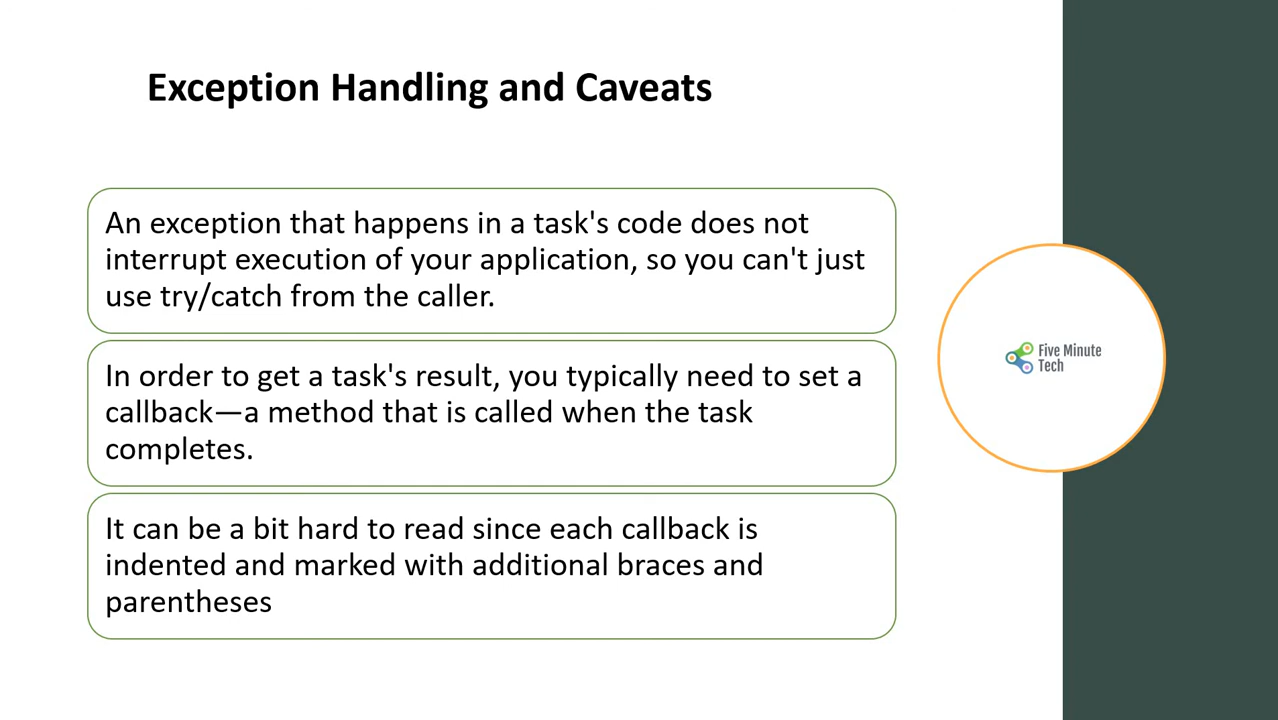 Exception Handling and Caveats
An exception that happens in a task's code does not
interrupt execution of your application, so you can't just
use try/catch from the caller.
In order to get a task's result, you typically need to set a
callback—a method that is called when the task
completes.
It can be a bit hard to read since each callback is
indented and marked with additional braces and
parentheses
Five Minute
Tech